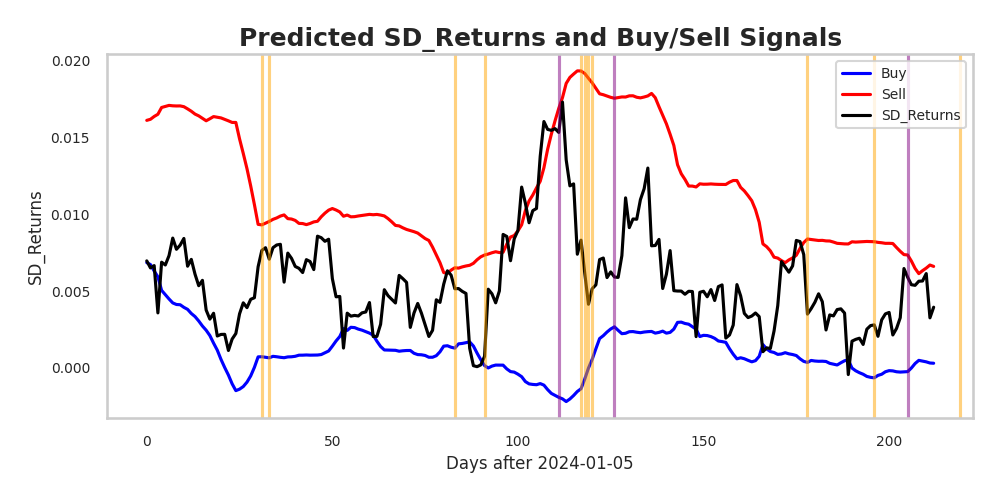 Predicted SD_Returns and Buy/Sell Signals
0.020
0.015
0.010
0.005
0.000
SD_Returns
Buy
Sell
SD_Returns
0
50
100
150
200
Days after 2024-01-05